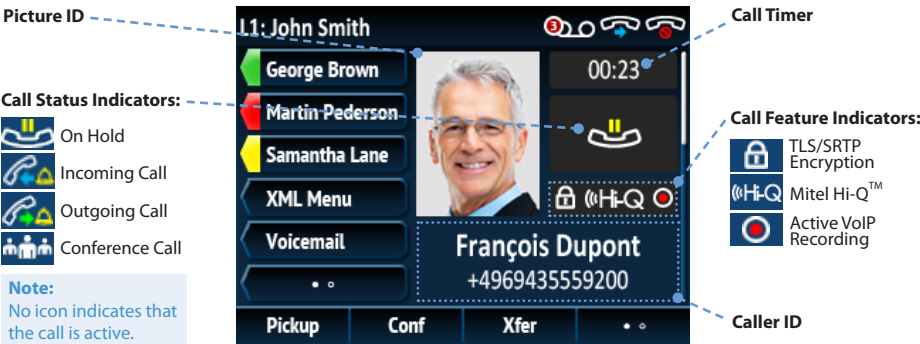 Picture ID
Call Status Indicators:
On Hold
Incoming Call
Outgoing Call
Conference Call
Note:
No icon indicates that
the call is active.
L1: John Smith
3
George Brown
Martin Pederson
Samantha Lane
XML Menu
Voicemail
00:23
Hi-Q
François Dupont
+4969435559200
Pickup Conf Xfer
Call Timer
Call Feature Indicators:
TLS/SRTP
Encryption
Hi-Q Mitel Hi-Q™
Active VoIP
Recording
Caller ID